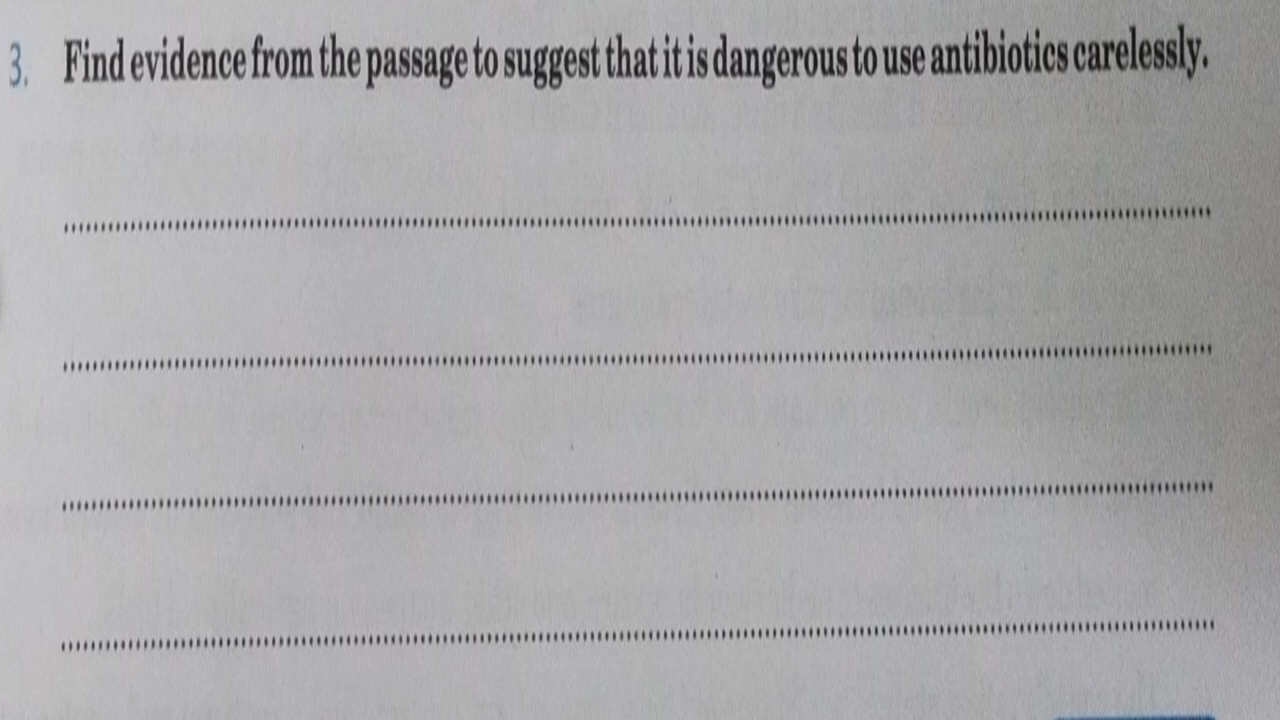 3. Find evidence from the passage to suggest that it is dangerous to use antibiotics carelessly.